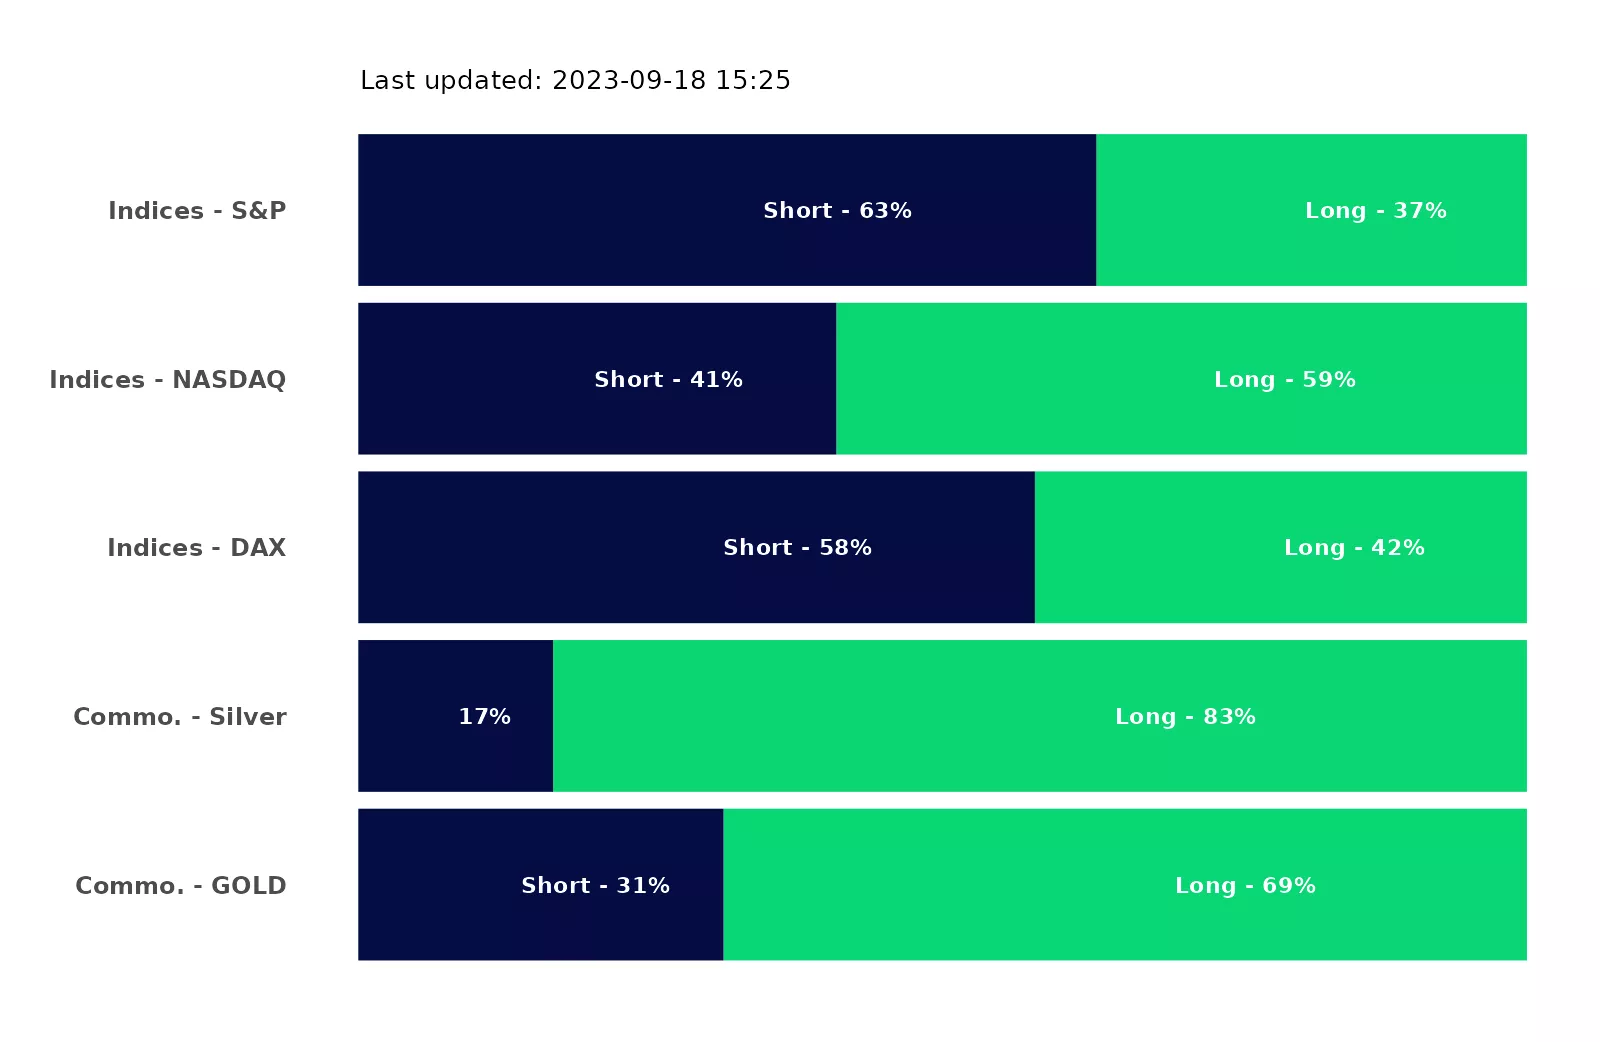 Last updated: 2023-09-18 15:25
Indices - S&P Short - 63% Long - 37%
Indices - NASDAQ Short - 41% Long - 59%
Indices - DAX Short - 58% Long - 42%
Commo. - Silver 17% Long - 83%
Commo. - GOLD Short - 31% Long - 69%